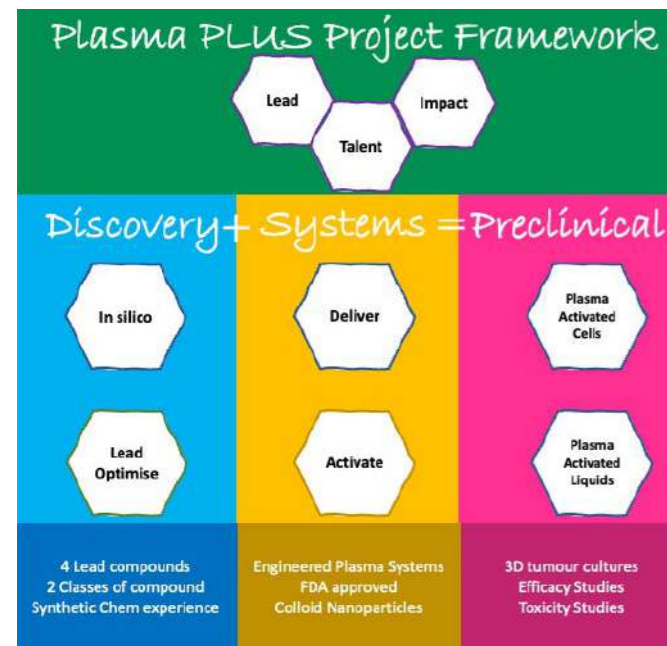 Plasma PLUS Project Framework
Lead
Impact
Talent
Discovery + Systems = Preclinical
In silico
Deliver
Plasma
Activated
Cells
Lead
Optimise
Activate
Plasma
Activated
Liquids
4 Lead compounds
2 Classes of compound
Synthetic Chem experience
Engineered Plasma Systems
FDA approved
Colloid Nanoparticles
3D tumour cultures
Efficacy Studies
Toxicity Studies